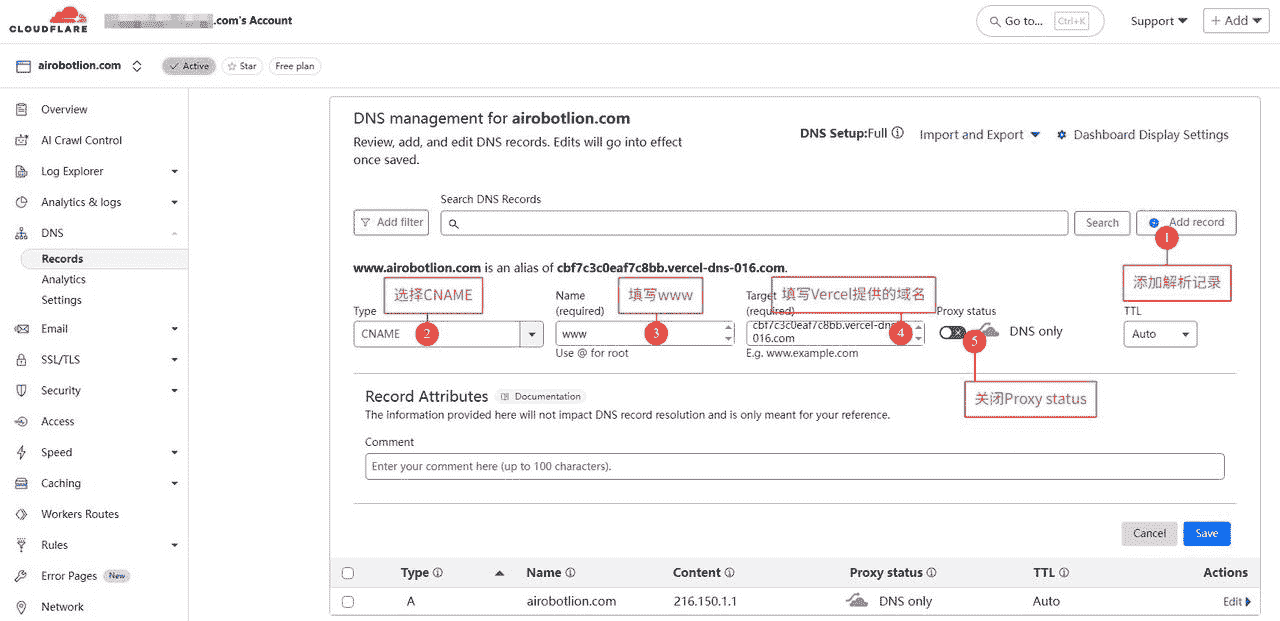 CLOUDFLARE
.com's Account
Go to... Ctrl+K
Support
+ Add
airobotlion.com
Active
Star
Free plan
Overview
AI Crawl Control
Log Explorer
Analytics & logs
DNS
Records
Analytics
Settings
Email
SSL/TLS
Security
Access
Speed
Caching
Workers Routes
Rules
Error Pages New
Network
DNS management for airobotlion.com
Review, add, and edit DNS records. Edits will go into effect
once saved.
DNS Setup:Full
Import and Export
Dashboard Display Settings
Search DNS Records
Add filter
Search
Add record
1
添加解析记录
www.airobotlion.com is an alias of cbf7c3c0eaf7c8bb.vercel-dns-016.com.
选择CNAME
Type
CNAME
2
Name
(required)
填写www
www
3
Use @ for root
Target
(required)
填写Vercel提供的域名
cbf7c3c0eaf7c8bb.vercel-dns-
016.com
4
E.g. www.example.com
Proxy status
DNS only
5
关闭Proxy status
TTL
Auto
Record Attributes Documentation
The information provided here will not impact DNS record resolution and is only meant for your reference.
Comment
Enter your comment here (up to 100 characters).
Cancel
Save
Type Name Content Proxy status TTL Actions
A airobotlion.com 216.150.1.1 DNS only Auto Edit